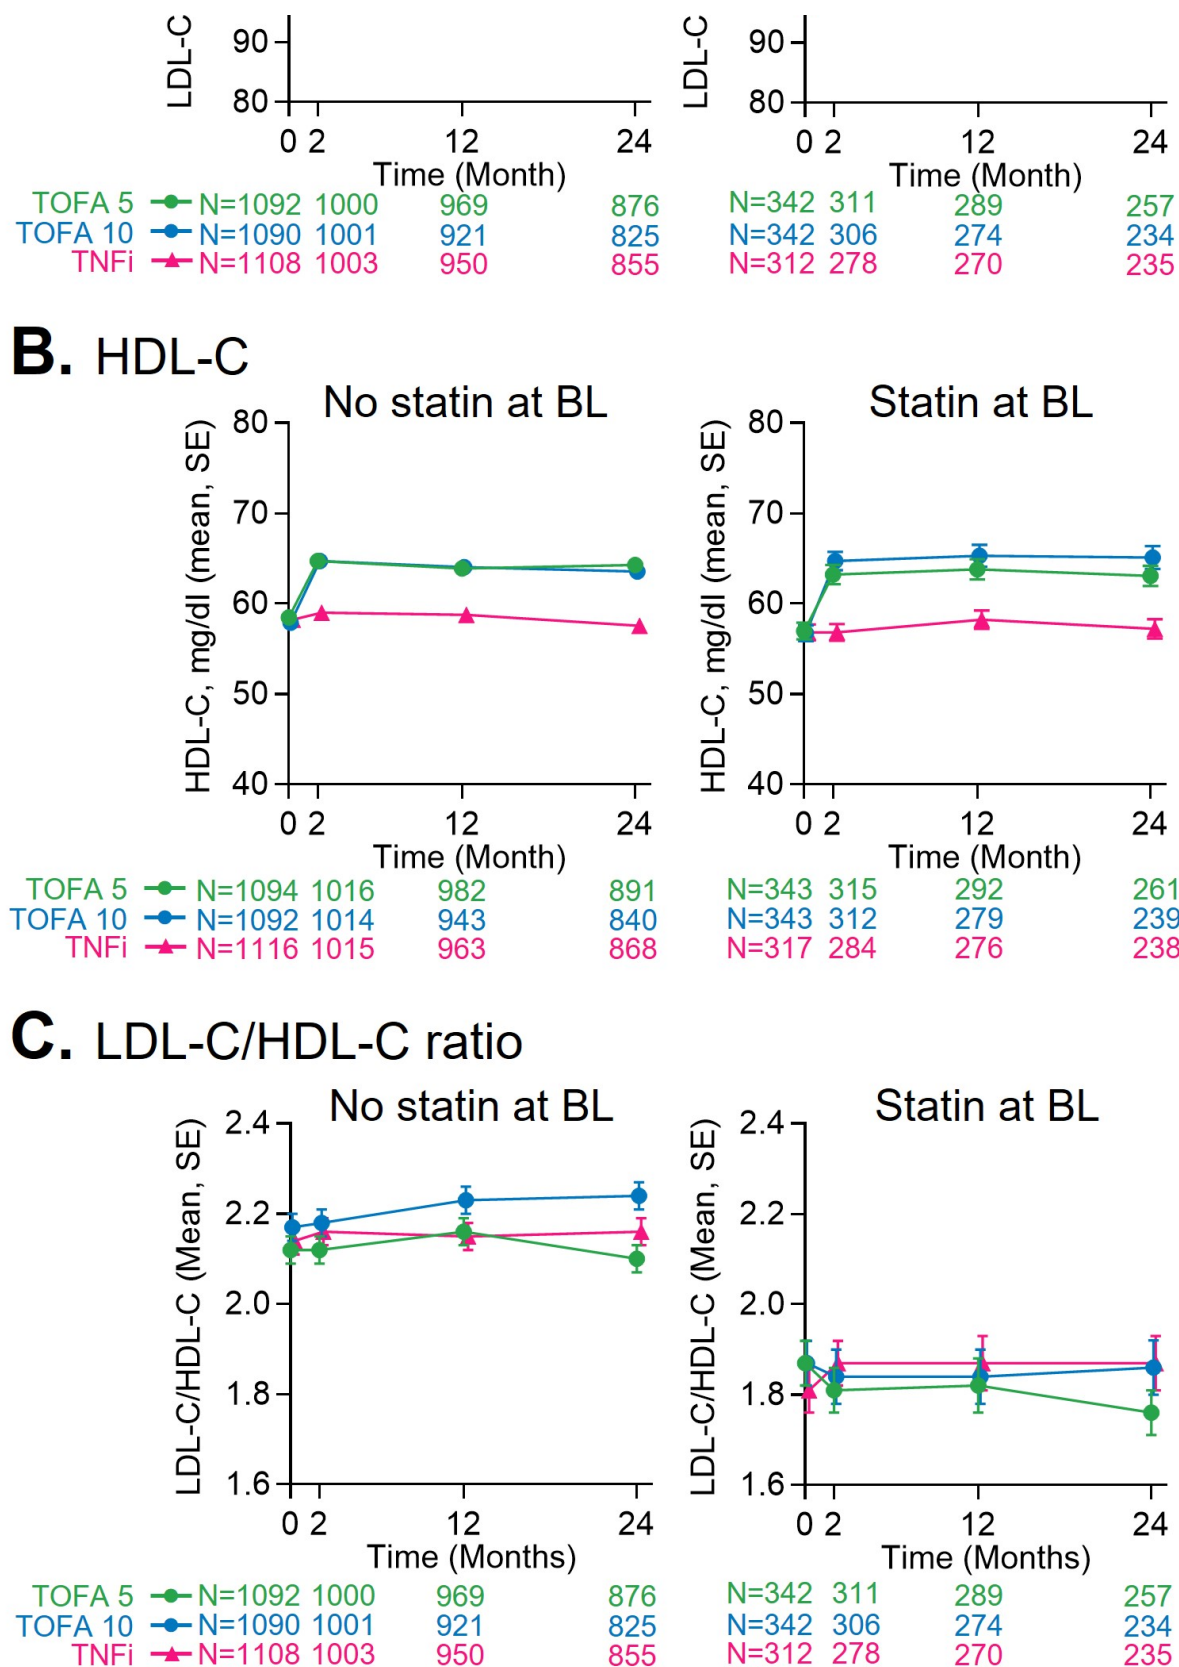 LDL-C
90
80
0 2 12 24
Time (Month)
LDL-C
90
80
0 2 12 24
Time (Month)
TOFA 5 N=1092 1000 969 876 N=342 311 289 257
TOFA 10 N=1090 1001 921 825 N=342 306 274 234
TNFi N=1108 1003 950 855 N=312 278 270 235
B. HDL-C
No statin at BL
HDL-C, mg/dl (mean, SE)
80
70
60
50
40
0 2 12 24
Time (Month)
Statin at BL
HDL-C, mg/dl (mean, SE)
80
70
60
50
40
0 2 12 24
Time (Month)
TOFA 5 N=1094 1016 982 891 N=343 315 292 261
TOFA 10 N=1092 1014 943 840 N=343 312 279 239
TNFi N=1116 1015 963 868 N=317 284 276 238
C. LDL-C/HDL-C ratio
No statin at BL
LDL-C/HDL-C (Mean, SE)
2.4
2.2
2.0
1.8
1.6
0 2 12 24
Time (Months)
Statin at BL
LDL-C/HDL-C (Mean, SE)
2.4
2.2
2.0
1.8
1.6
0 2 12 24
Time (Months)
TOFA 5 N=1092 1000 969 876 N=342 311 289 257
TOFA 10 N=1090 1001 921 825 N=342 306 274 234
TNFi N=1108 1003 950 855 N=312 278 270 235